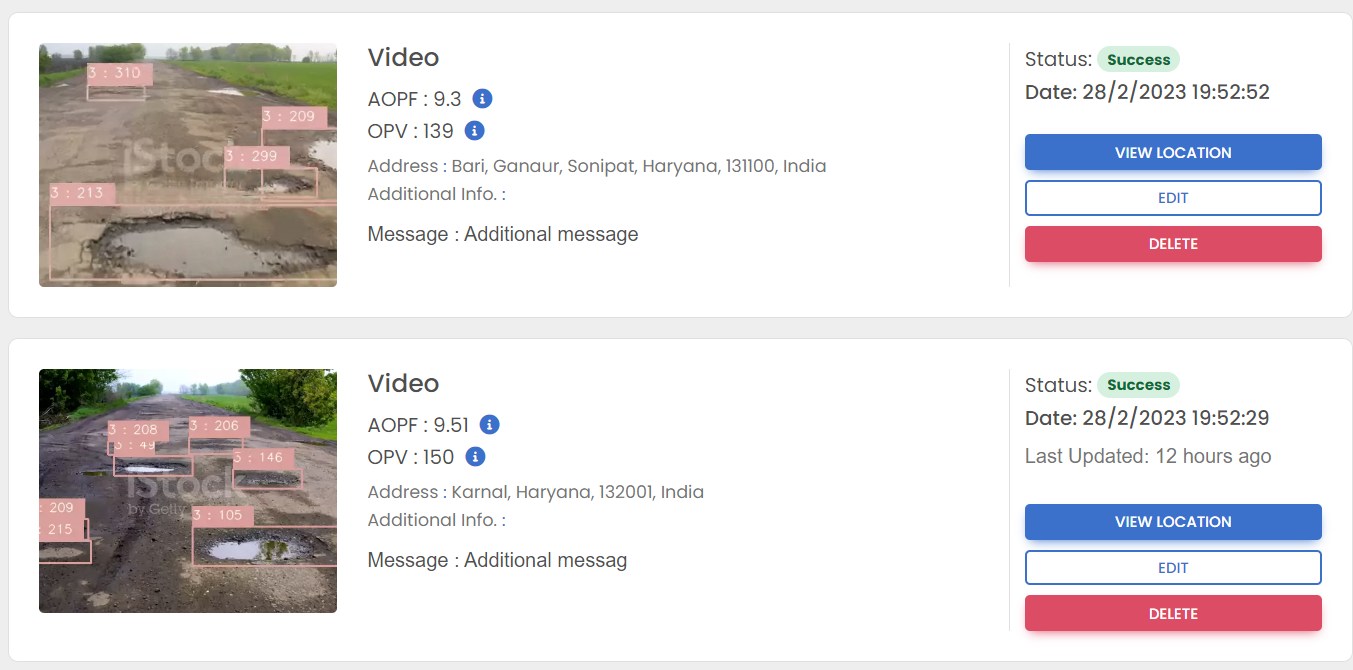 3 : 310
3 : 209
3 : 299
3 : 213
iStock
Video
AOPF : 9.3
OPV : 139
Address : Bari, Ganaur, Sonipat, Haryana, 131100, India
Additional Info. :
Message : Additional message
Status: Success
Date: 28/2/2023 19:52:52
VIEW LOCATION
EDIT
DELETE
3 : 208
3 : 206
3 : 49
3 : 146
: 209
: 215
3 : 105
iStock
by Getty
Video
AOPF : 9.51
OPV : 150
Address : Karnal, Haryana, 132001, India
Additional Info. :
Message : Additional messag
Status: Success
Date: 28/2/2023 19:52:29
Last Updated: 12 hours ago
VIEW LOCATION
EDIT
DELETE